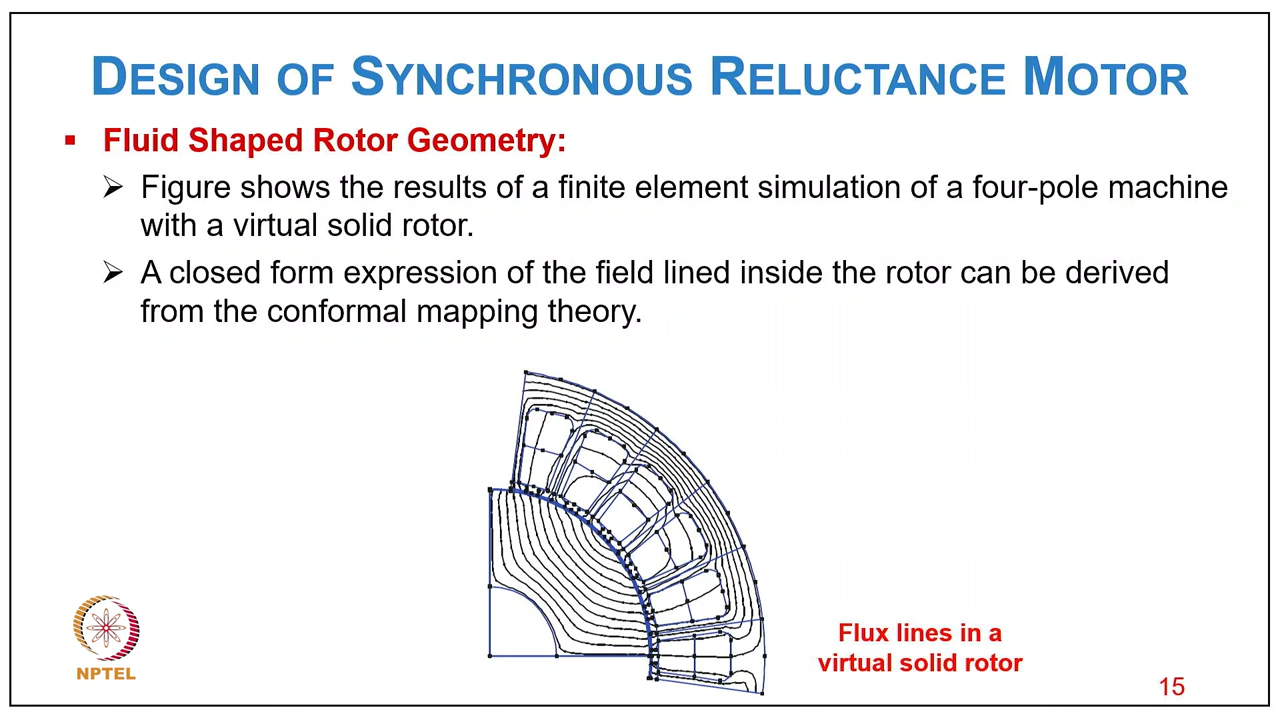 DESIGN OF SYNCHRONOUS RELUCTANCE MOTOR
Fluid Shaped Rotor Geometry:
Figure shows the results of a finite element simulation of a four-pole machine
with a virtual solid rotor.
A closed form expression of the field lined inside the rotor can be derived
from the conformal mapping theory.
Flux lines in a
virtual solid rotor
NPTEL
15